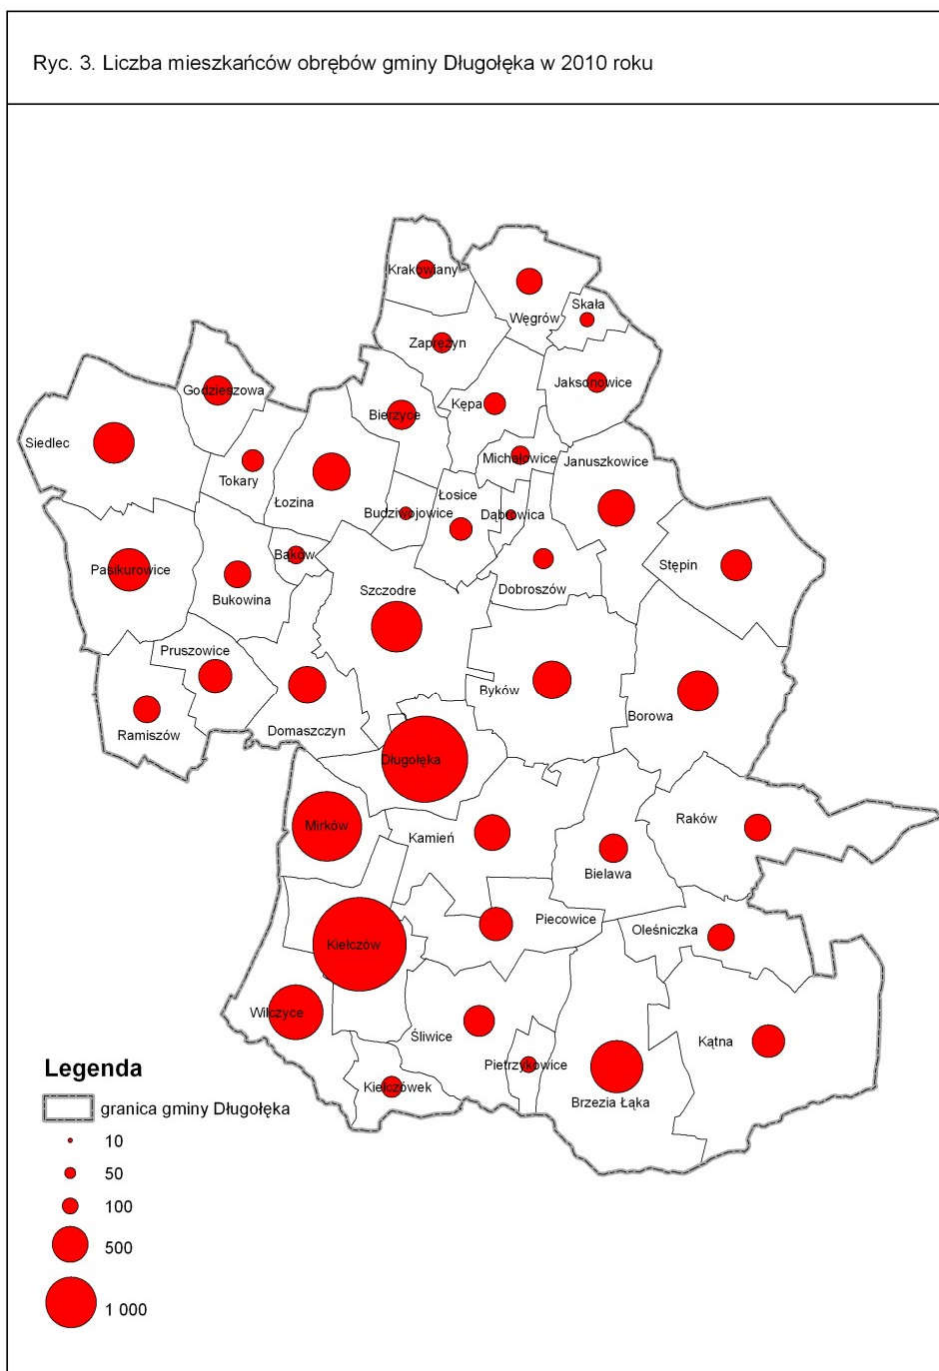 Ryc. 3. Liczba mieszkańców obrębów gminy Długołęka w 2010 roku
Krakowiany
Węgrów
Skała
Zaprężyn
Godzieszowa
Bierzyce
Kępa
Jaksonowice
Siedlec
Tokary
Łozina
Michałowice
Januszkowice
Budziwojowice
Łosice
Dąbrowica
Pasikurowice
Bąków
Bukowina
Szczodre
Dobroszów
Stępin
Pruszowice
Byków
Borowa
Ramiszów
Domaszczyn
Długołęka
Mirków
Kamień
Raków
Bielawa
Piecowice
Oleśniczka
Kiełczów
Wilczyce
Śliwice
Kątna
Pietrzykowice
Kiełczówek
Brzezia Łąka
Legenda
granica gminy Długołęka
10
50
100
500
1 000